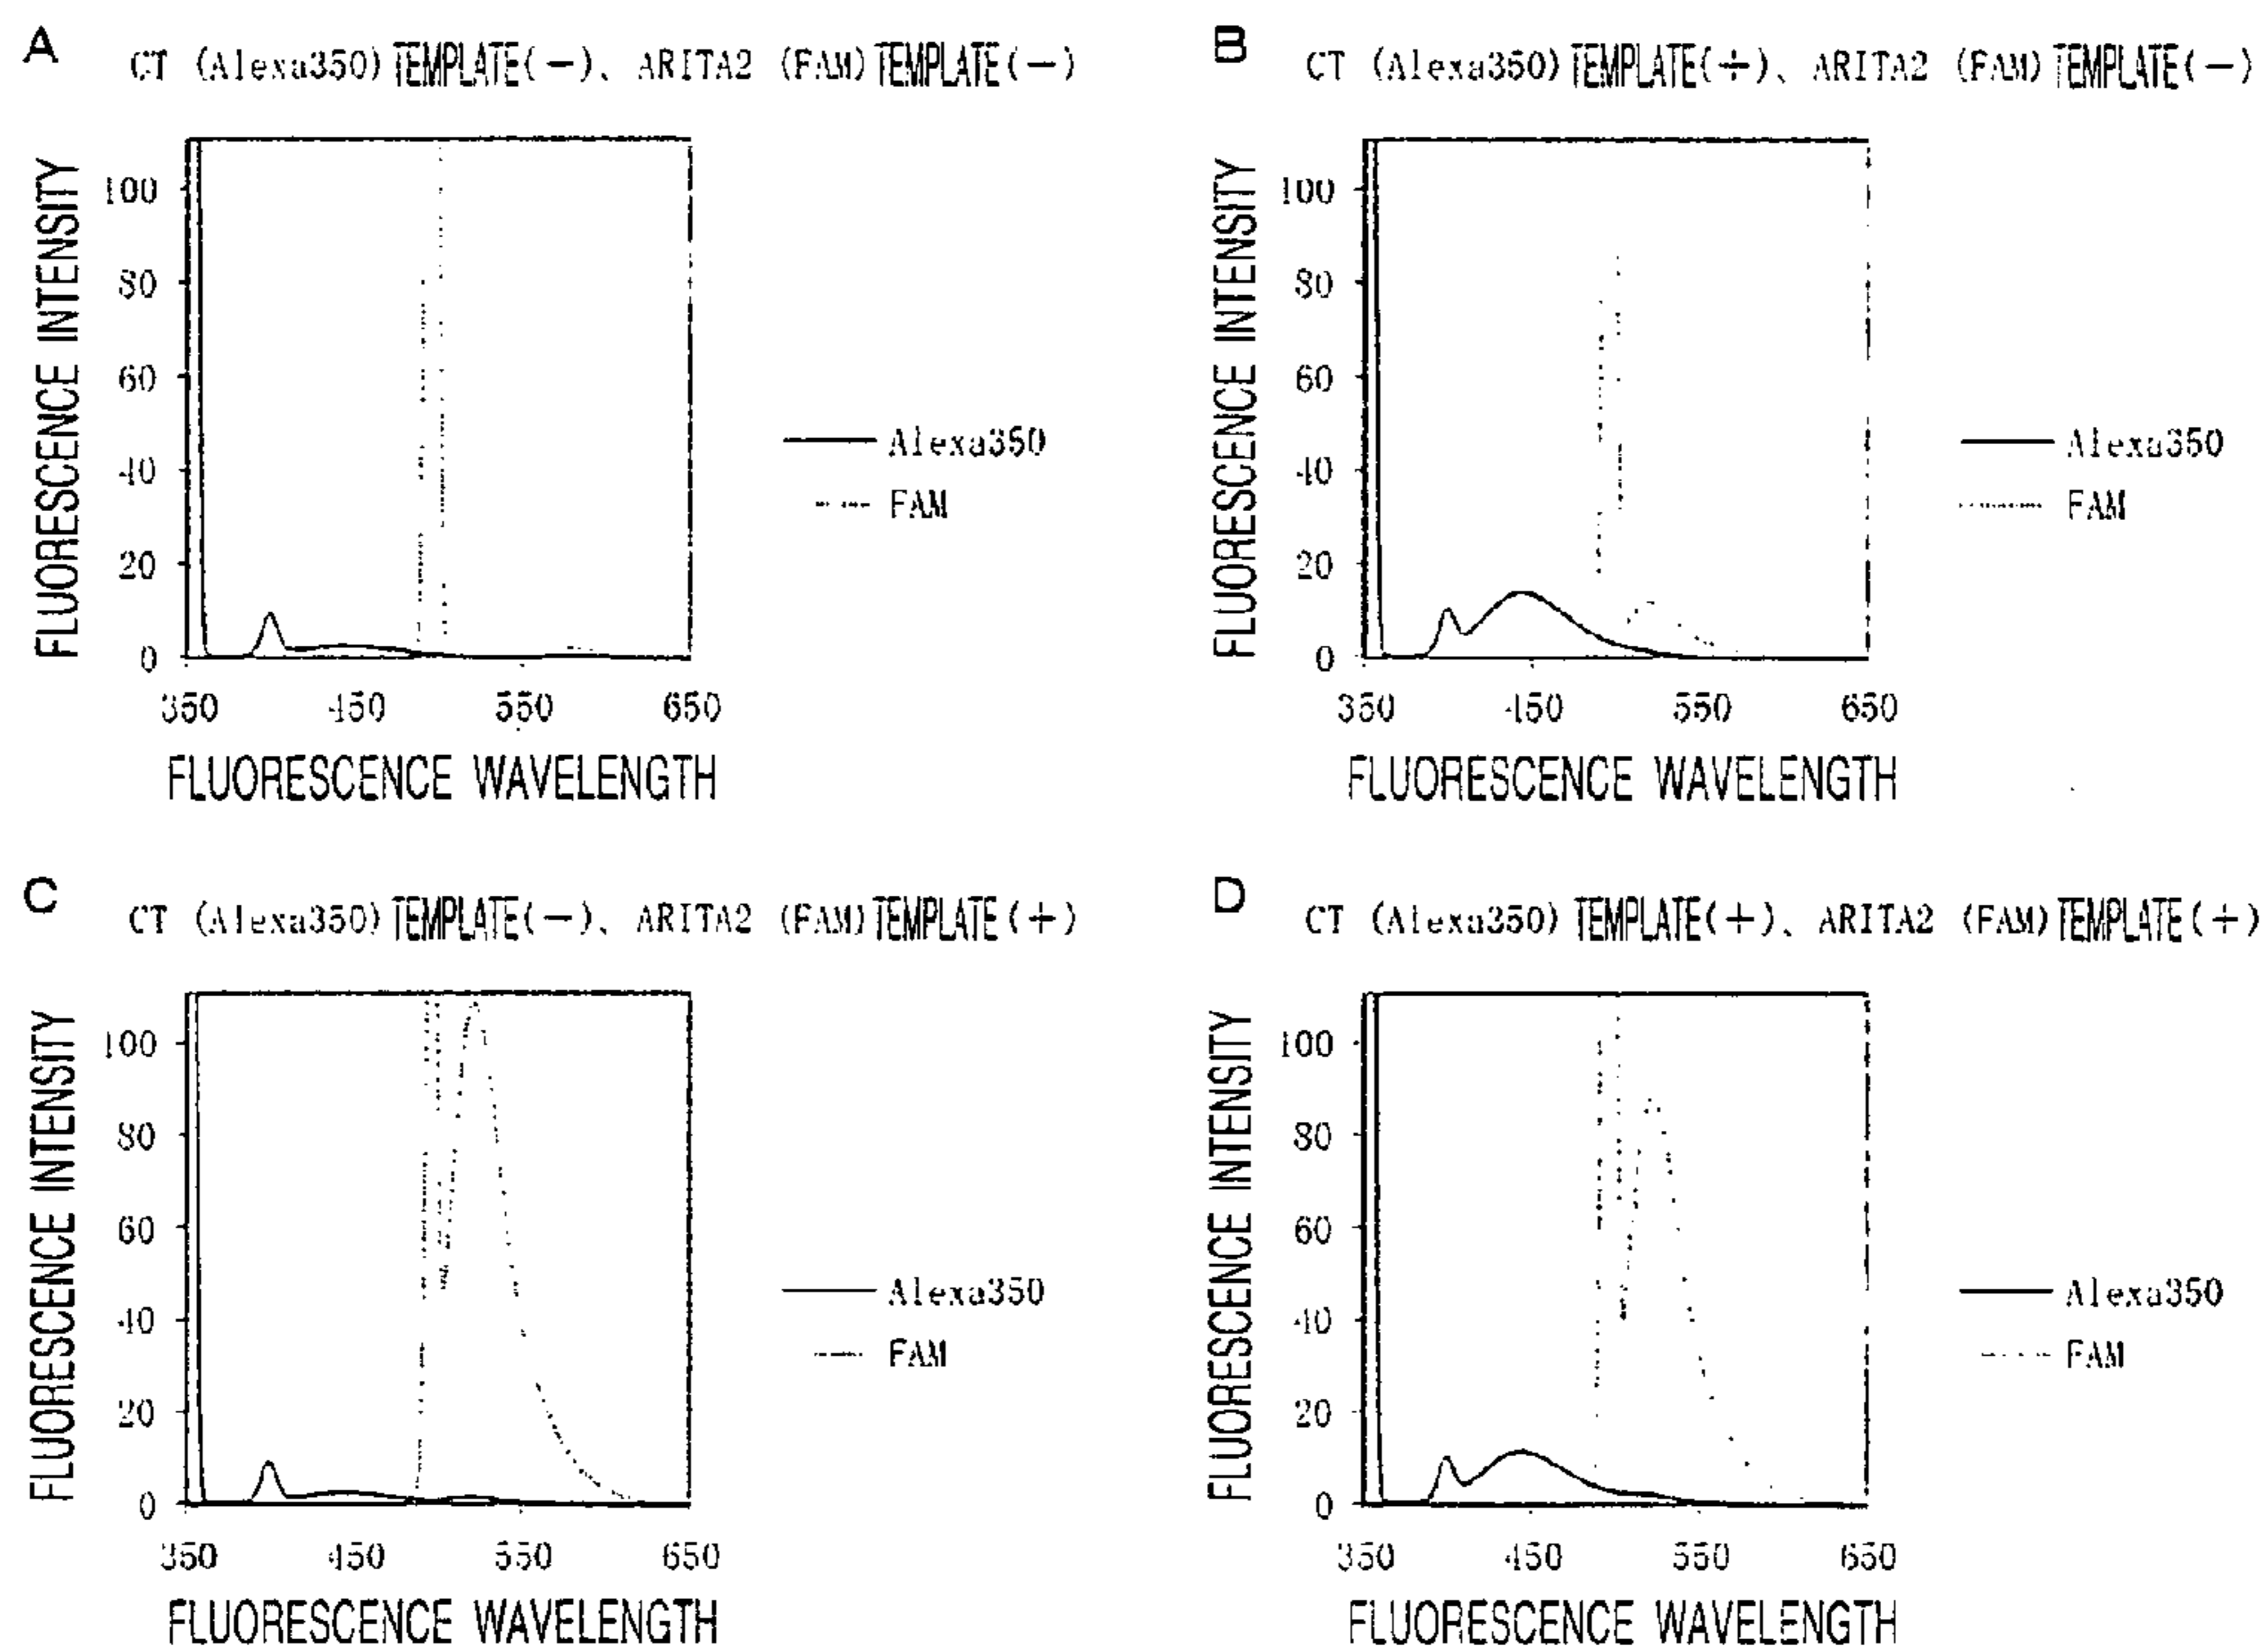 A
CT (Alexa350) TEMPLATE(−)、ARITA2 (FAM) TEMPLATE(−)
FLUORESCENCE INTENSITY
100
80
60
40
20
0
350 450 550 650
FLUORESCENCE WAVELENGTH
Alexa350
FAM
B
CT (Alexa350) TEMPLATE(+)、ARITA2 (FAM) TEMPLATE(−)
FLUORESCENCE INTENSITY
100
80
60
40
20
0
350 450 550 650
FLUORESCENCE WAVELENGTH
Alexa350
FAM
C
CT (Alexa350) TEMPLATE(−)、ARITA2 (FAM) TEMPLATE(+)
FLUORESCENCE INTENSITY
100
80
60
40
20
0
350 450 550 650
FLUORESCENCE WAVELENGTH
Alexa350
FAM
D
CT (Alexa350) TEMPLATE(+)、ARITA2 (FAM) TEMPLATE(+)
FLUORESCENCE INTENSITY
100
80
60
40
20
0
350 450 550 650
FLUORESCENCE WAVELENGTH
Alexa350
FAM